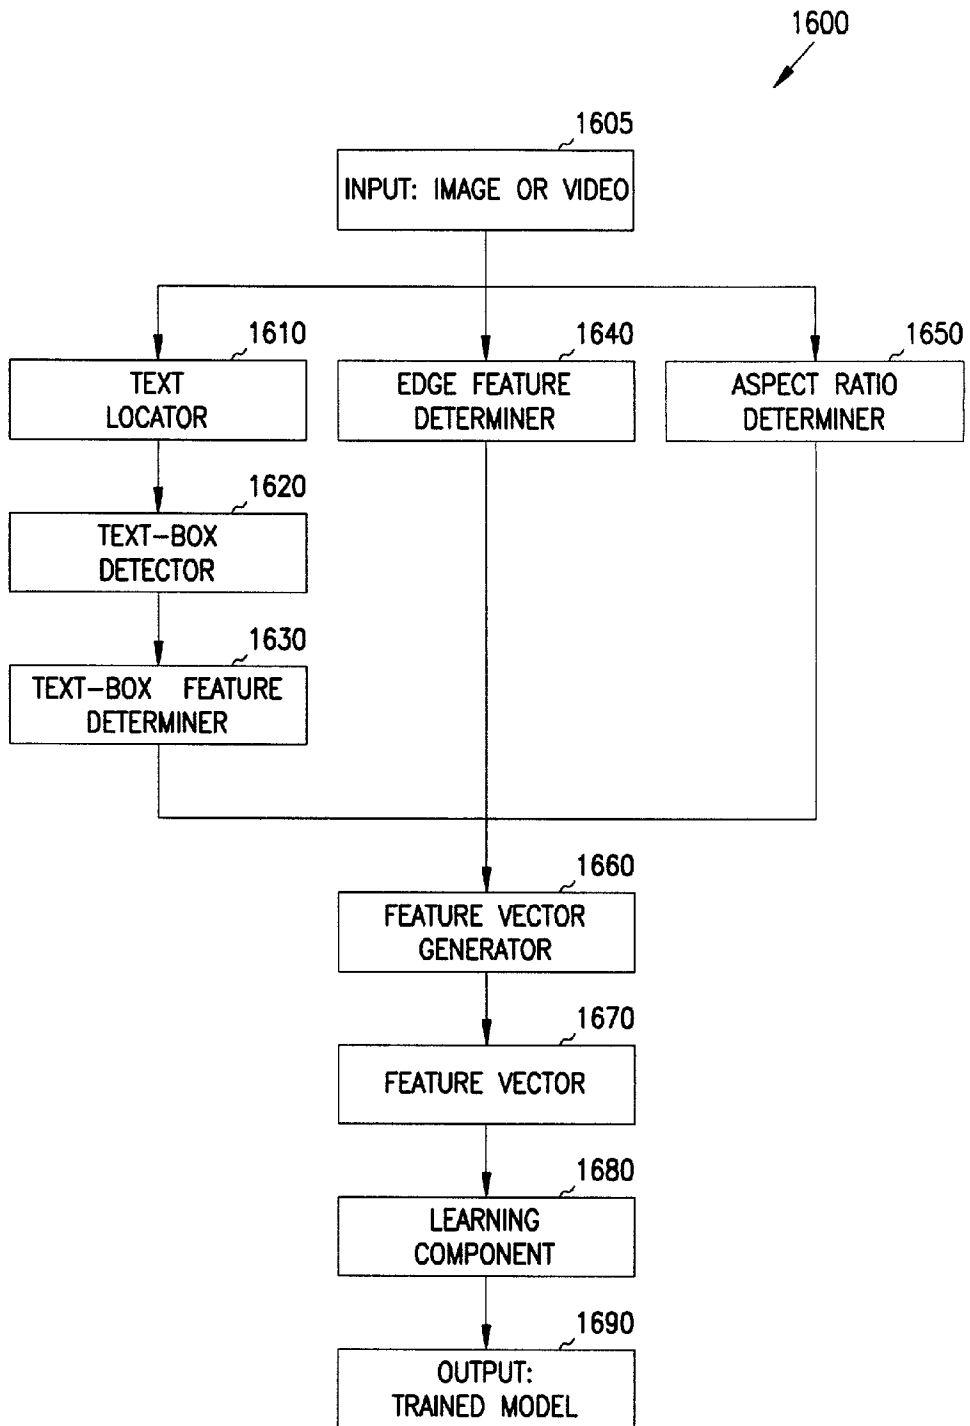 1600
1605
INPUT: IMAGE OR VIDEO
1610
TEXT
LOCATOR
1640
EDGE FEATURE
DETERMINER
1650
ASPECT RATIO
DETERMINER
1620
TEXT-BOX
DETECTOR
1630
TEXT-BOX FEATURE
DETERMINER
1660
FEATURE VECTOR
GENERATOR
1670
FEATURE VECTOR
1680
LEARNING
COMPONENT
1690
OUTPUT:
TRAINED MODEL